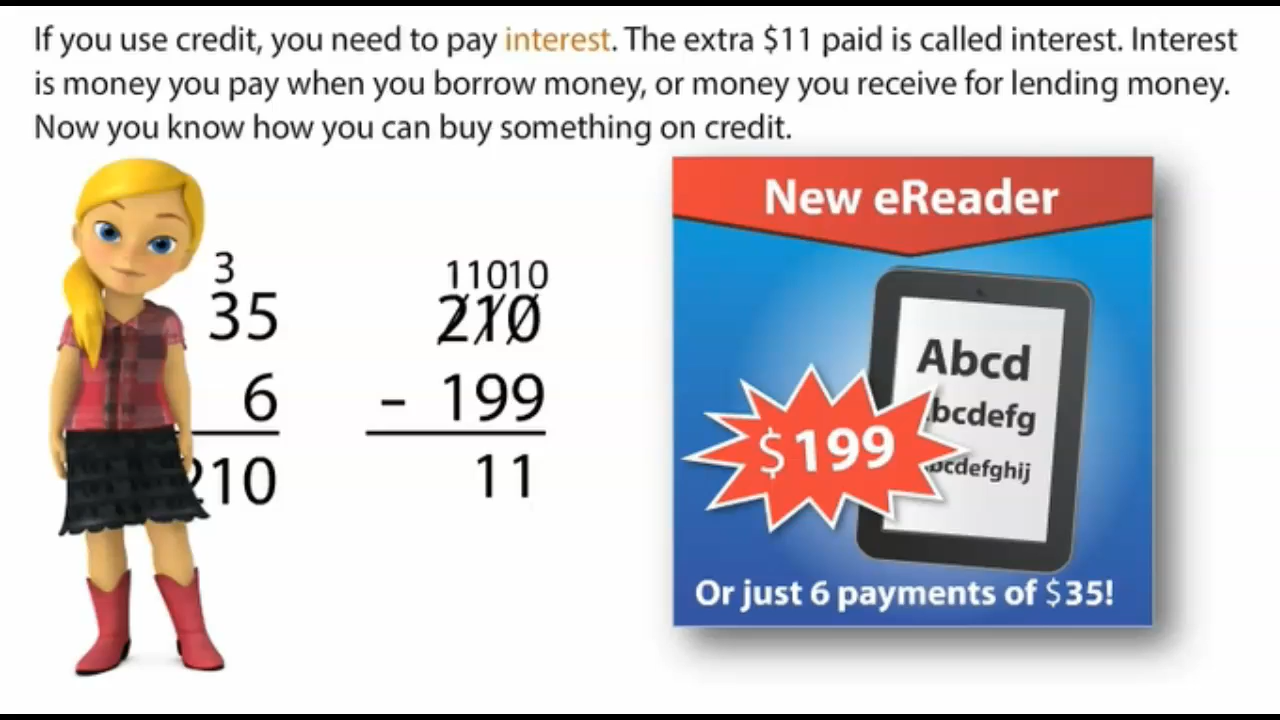 If you use credit, you need to pay interest. The extra $11 paid is called interest. Interest
is money you pay when you borrow money, or money you receive for lending money.
Now you know how you can buy something on credit.
3
35
6
210
11010
210
- 199
11
New eReader
Abcd
bcdefg
bcdefghij
$199
Or just 6 payments of $35!